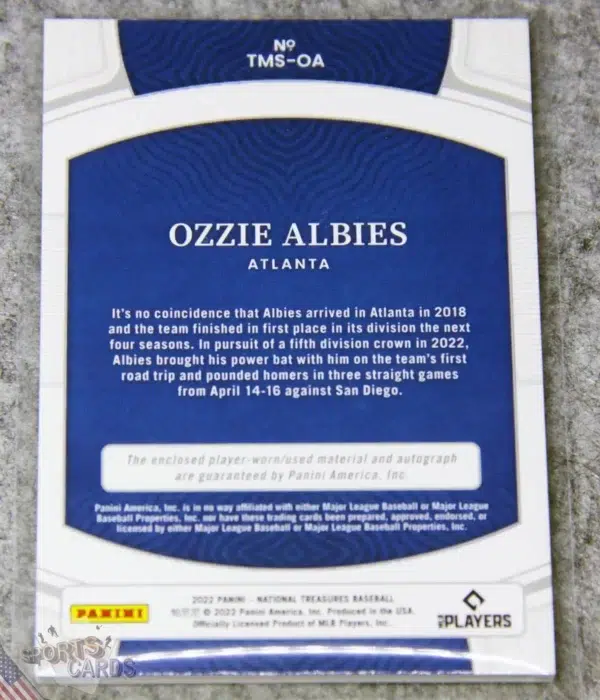 Nº
TMS-OA
OZZIE ALBIES
ATLANTA
It's no coincidence that Albies arrived in Atlanta in 2018
and the team finished in first place in its division the next
four seasons. In pursuit of a fifth division crown in 2022,
Albies brought his power bat with him on the team's first
road trip and pounded homers in three straight games
from April 14-16 against San Diego.
The enclosed player-worn/used material and autograph
are guaranteed by Panini America, Inc.
Panini America, Inc. is in no way affiliated with either Major League Baseball or Major League
Baseball Properties, Inc. nor have these trading cards been prepared, approved, endorsed, or
licensed by either Major League Baseball or Major League Baseball Properties, Inc.
2022 PANINI - NATIONAL TREASURES BASEBALL
© 2022 Panini America, Inc. Produced in the USA.
Officially Licensed Product of MLB Players, Inc.
PANINI
MLB PLAYERS
SPORTS
CARDS